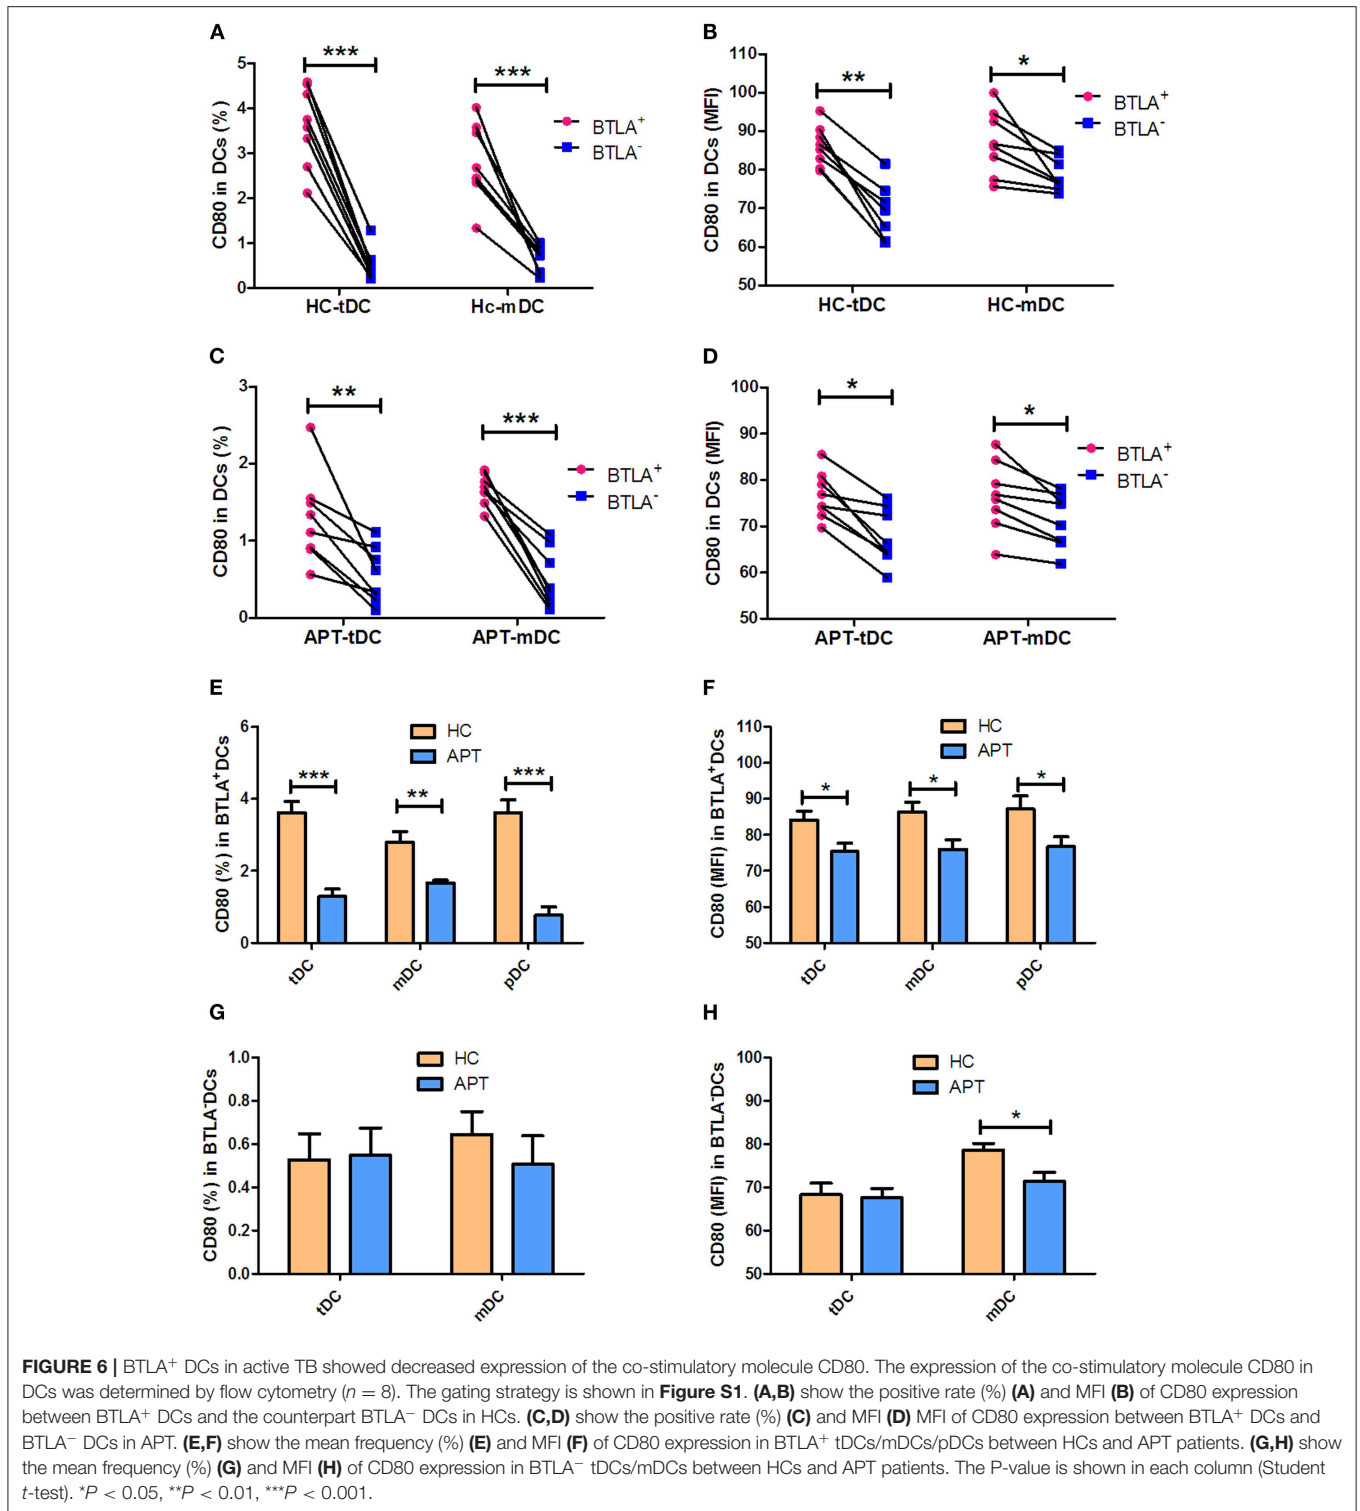 A
CD80 in DCs (%)
5
4
3
2
1
0
***
***
BTLA+
BTLA-
HC-tDC
Hc-mDC
B
CD80 in DCs (MFI)
110
100
90
80
70
60
50
**
*
BTLA+
BTLA-
HC-tDC
HC-mDC
C
CD80 in DCs (%)
3
2
1
0
**
***
BTLA+
BTLA-
APT-tDC
APT-mDC
D
CD80 in DCs (MFI)
100
90
80
70
60
50
*
*
BTLA+
BTLA-
APT-tDC
APT-mDC
E
CD80 (%) in BTLA+DCs
6
4
2
0
HC
APT
***
**
***
tDC
mDC
pDC
F
CD80 (MFI) in BTLA+DCs
110
100
90
80
70
60
50
HC
APT
*
*
*
tDC
mDC
pDC
G
CD80 (%) in BTLA-DCs
1.0
0.8
0.6
0.4
0.2
0.0
HC
APT
tDC
mDC
H
CD80 (MFI) in BTLA-DCs
100
90
80
70
60
50
HC
APT
*
tDC
mDC
FIGURE 6 | BTLA+ DCs in active TB showed decreased expression of the co-stimulatory molecule CD80. The expression of the co-stimulatory molecule CD80 in
DCs was determined by flow cytometry (n = 8). The gating strategy is shown in Figure S1. (A,B) show the positive rate (%) (A) and MFI (B) of CD80 expression
between BTLA+ DCs and the counterpart BTLA− DCs in HCs. (C,D) show the positive rate (%) (C) and MFI (D) MFI of CD80 expression between BTLA+ DCs and
BTLA− DCs in APT. (E,F) show the mean frequency (%) (E) and MFI (F) of CD80 expression in BTLA+ tDCs/mDCs/pDCs between HCs and APT patients. (G,H) show
the mean frequency (%) (G) and MFI (H) of CD80 expression in BTLA− tDCs/mDCs between HCs and APT patients. The P-value is shown in each column (Student
t-test). *P < 0.05, **P < 0.01, ***P < 0.001.